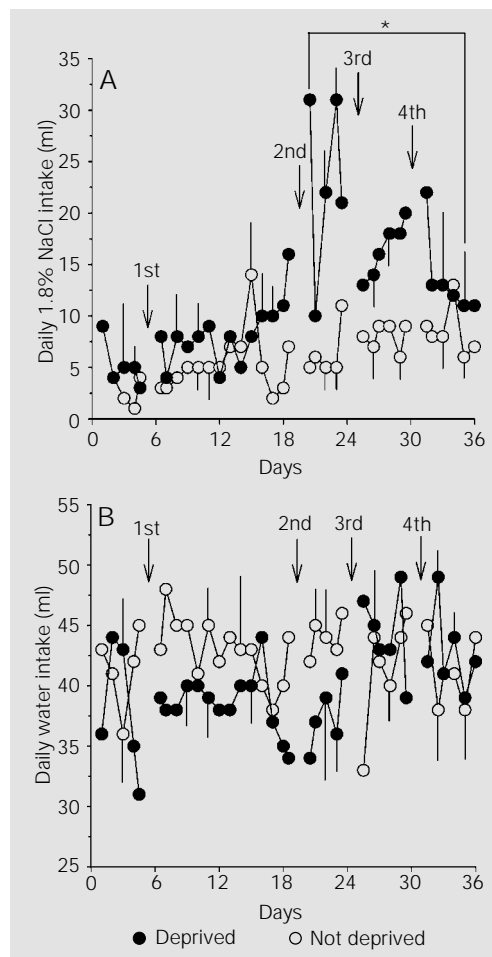 *
A
Daily 1.8% NaCl intake (ml)
35
30
25
20
15
10
5
0
1st
2nd
3rd
4th
0 6 12 18 24 30 36
Days
B
Daily water intake (ml)
55
50
45
40
35
30
25
1st
2nd
3rd
4th
0 6 12 18 24 30 36
Days
Deprived Not deprived